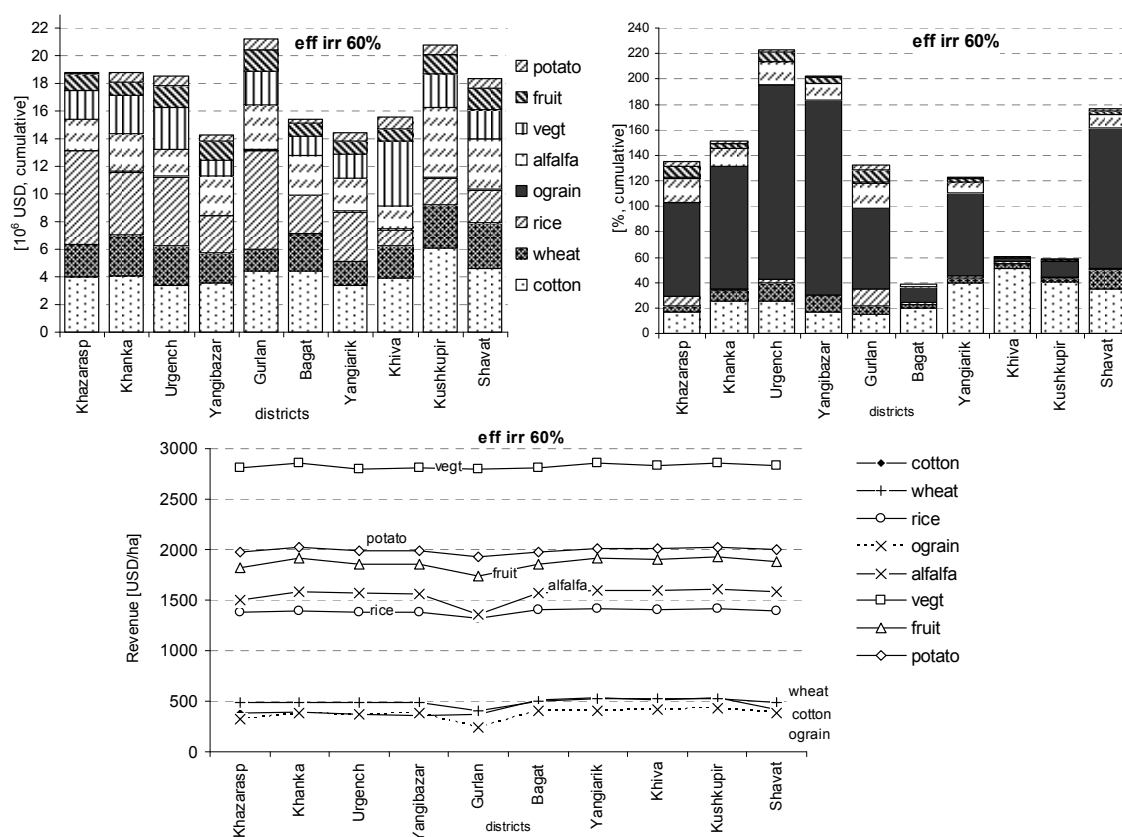 eff irr 60%
[10⁶ USD, cumulative]
22
20
18
16
14
12
10
8
6
4
2
0
Khazarasp
Khanka
Urgench
Yangibazar
Gurlan
Bagat
Yangiarik
Khiva
Kushkupir
Shavat
districts
potato
fruit
vegt
alfalfa
ograin
rice
wheat
cotton
eff irr 60%
[%, cumulative]
240
220
200
180
160
140
120
100
80
60
40
20
0
Khazarasp
Khanka
Urgench
Yangibazar
Gurlan
Bagat
Yangiarik
Khiva
Kushkupir
Shavat
districts
eff irr 60%
Revenue [USD/ha]
3000
2500
2000
1500
1000
500
0
vegt
potato
fruit
alfalfa
rice
wheat
cotton
ograin
Khazarasp
Khanka
Urgench
Yangibazar
Gurlan
Bagat
Yangiarik
Khiva
Kushkupir
Shavat
districts
cotton
wheat
rice
ograin
alfalfa
vegt
fruit
potato